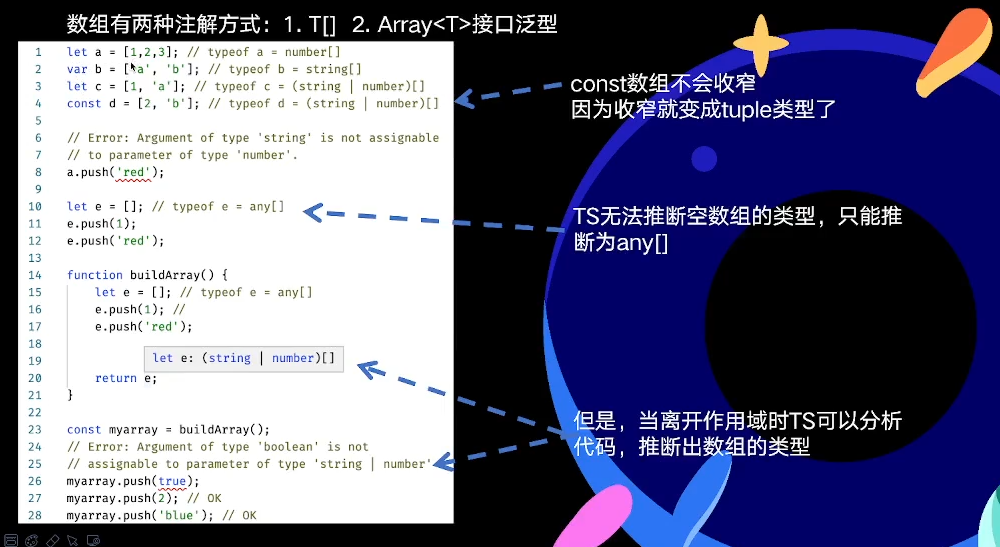 数组有两种注解方式：1. T[]  2. Array<T>接口泛型
1 let a = [1,2,3]; // typeof a = number[]
2 var b = ['a', 'b']; // typeof b = string[]
3 let c = [1, 'a']; // typeof c = (string | number)[]
4 const d = [2, 'b']; // typeof d = (string | number)[]
5
6 // Error: Argument of type 'string' is not assignable
7 // to parameter of type 'number'.
8 a.push('red');
9
10 let e = []; // typeof e = any[]
11 e.push(1);
12 e.push('red');
13
14 function buildArray() {
15     let e = []; // typeof e = any[]
16     e.push(1); //
17     e.push('red');
18
let e: (string | number)[]
19
20     return e;
21 }
22
23 const myarray = buildArray();
24 // Error: Argument of type 'boolean' is not
25 // assignable to parameter of type 'string | number'
26 myarray.push(true);
27 myarray.push(2); // OK
28 myarray.push('blue'); // OK
const数组不会收窄
因为收窄就变成tuple类型了
TS无法推断空数组的类型，只能推
断为any[]
但是，当离开作用域时TS可以分析
代码，推断出数组的类型